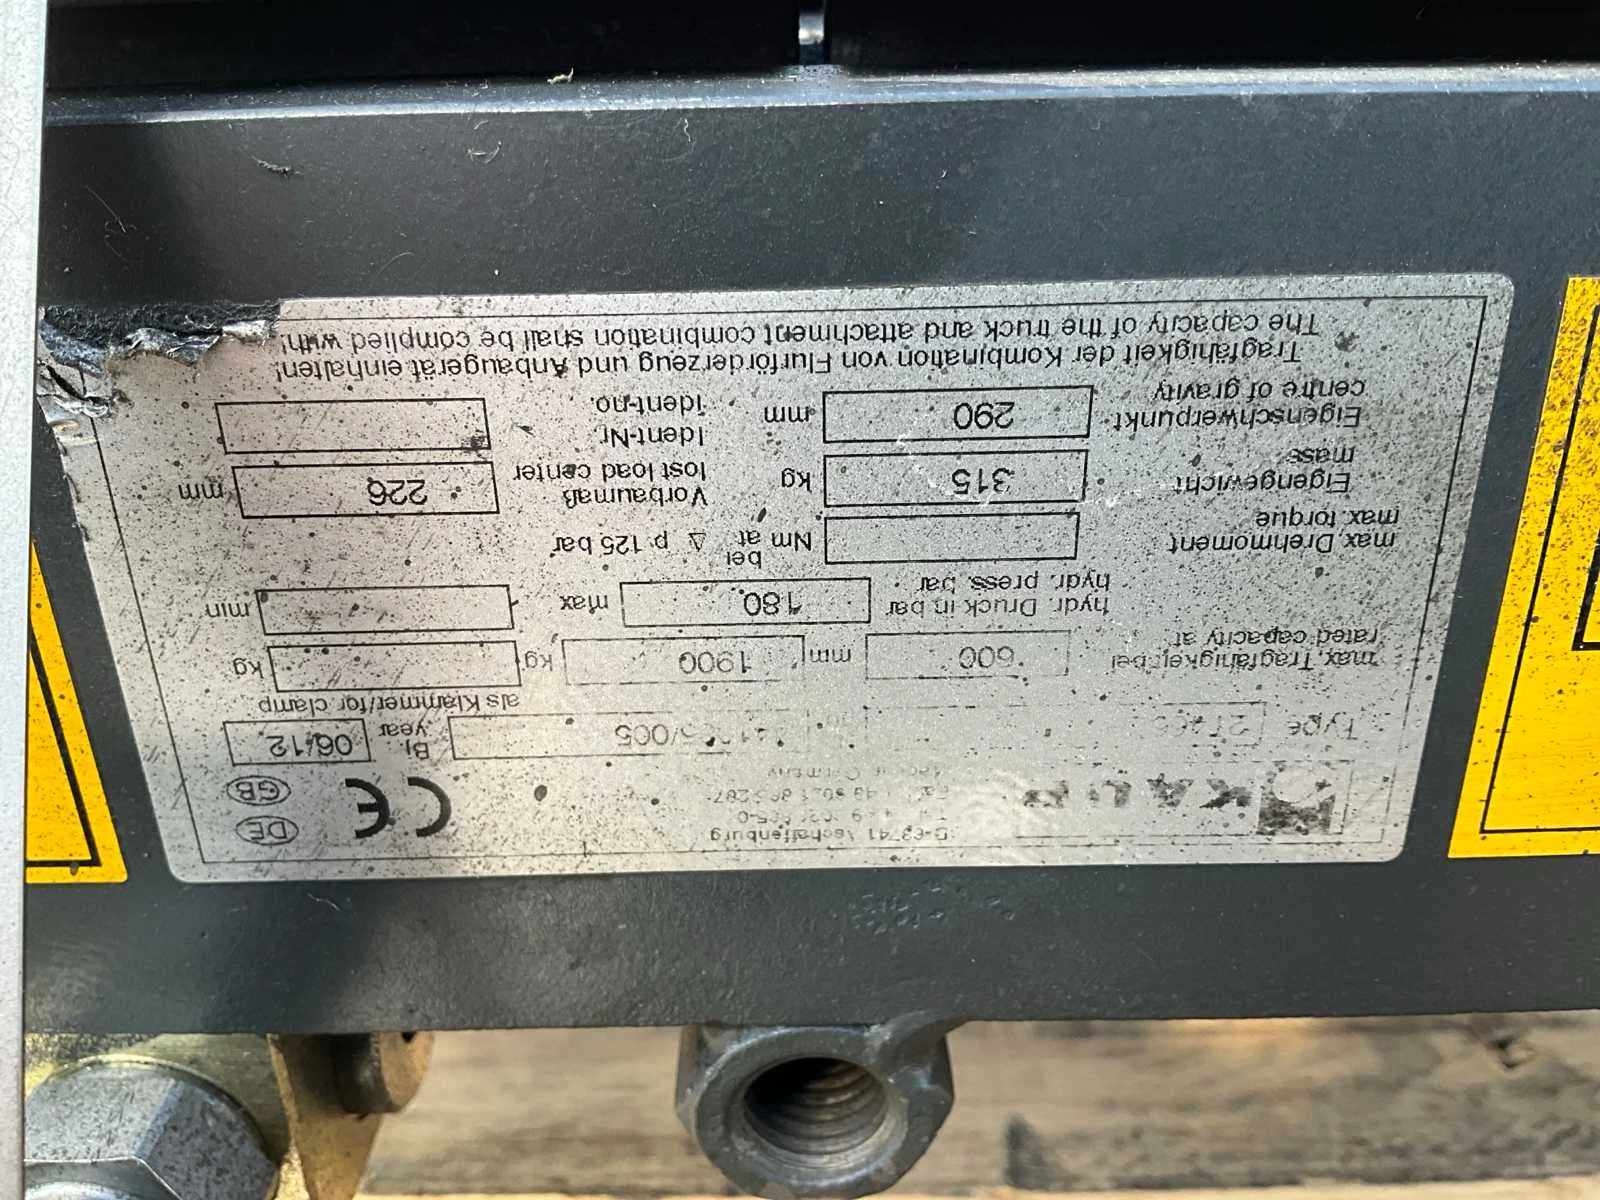 KAUP
Aschaffenburg
CE
DE
GB
Type
/005
Bj.
year
06/12
als Klammer/for clamp
max. Tragfähigkeit bei
rated capacity at
600 mm 1900 kg kg
hydr. Druck in bar
hydr. press. bar
180 max min
max Drehmoment
max. torque
Nm bei
at Δ p 125 bar
Eigengewicht
mass
315 kg
Vorbaumaß
lost load center
226 mm
Eigenschwerpunkt
centre of gravity
290 mm
Ident-Nr.
ident-no.
Tragfähigkeit der Kombination von Flurförderzeug und Anbaugerät einhalten!
The capacity of the truck and attachment combination shall be complied with!